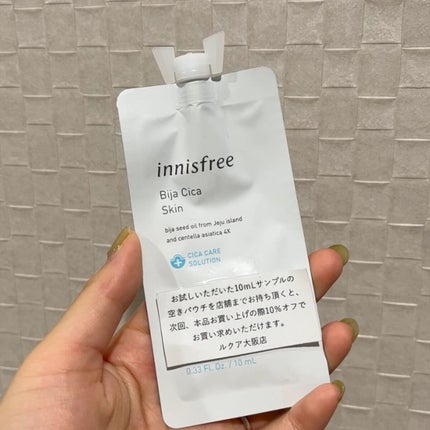 innisfree
Bija Cica
Skin
bija seed oil from Jeju island
and centella asiatica 4X
CICA CARE
SOLUTION
お試しいただいた10mLサンプルの
空きパウチを店舗までお持ち頂くと、
次回、本品お買い上げの際10%オフで
お買い求めいただけます。
ルクア大阪店
0.33 FL.Oz. / 10 mL